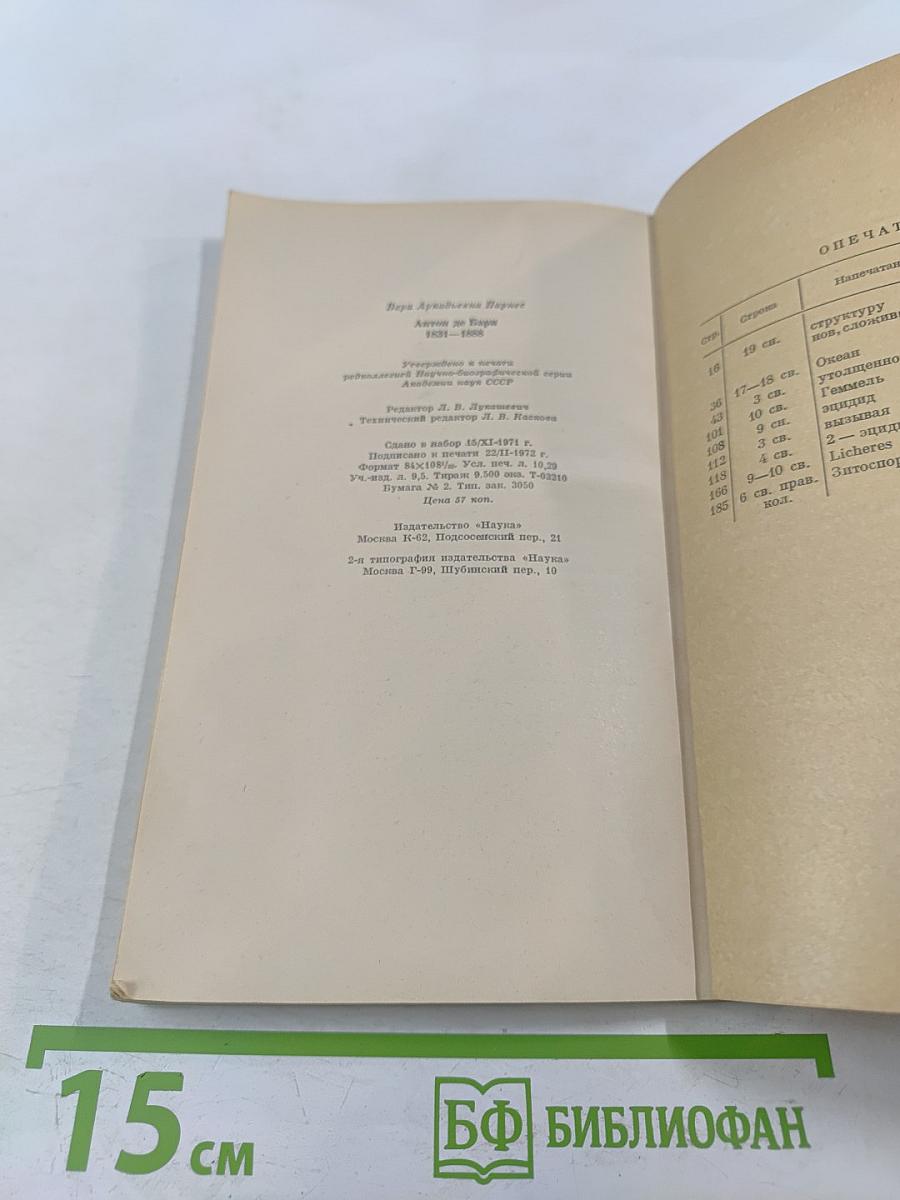 Вера Аркадьевна Парнес
Антон де Бари
1831—1888
Утверждено к печати
редколлегией Научно-биографической серии
Академии наук СССР
Редактор Л. В. Лукашевич
Технический редактор Л. В. Каскова
Сдано в набор 15/XI-1971 г.
Подписано к печати 22/II-1972 г.
Формат 84×108¹/₃₂. Усл. печ. л. 10,29
Уч.-изд. л. 9,5. Тираж 9.500 экз. Т-03210
Бумага № 2. Тип. зак. 3050
Цена 57 коп.
Издательство «Наука»
Москва К-62, Подсосенский пер., 21
2-я типография издательства «Наука»
Москва Г-99, Шубинский пер., 10
ОПЕЧАТ
Стр. Строка Напечатан
16 19 сн. структуру
нов, сложивш
36 17—18 св. Океан
43 3 св. утолщенно
101 10 св. Геммель
108 9 сн. эцидид
112 3 св. вызывая
118 4 св. 2 — эциди
166 9—10 св. Licheres
185 6 св. прав. Зитоспор
кол.
15 см
БФ БИБЛИОФАН